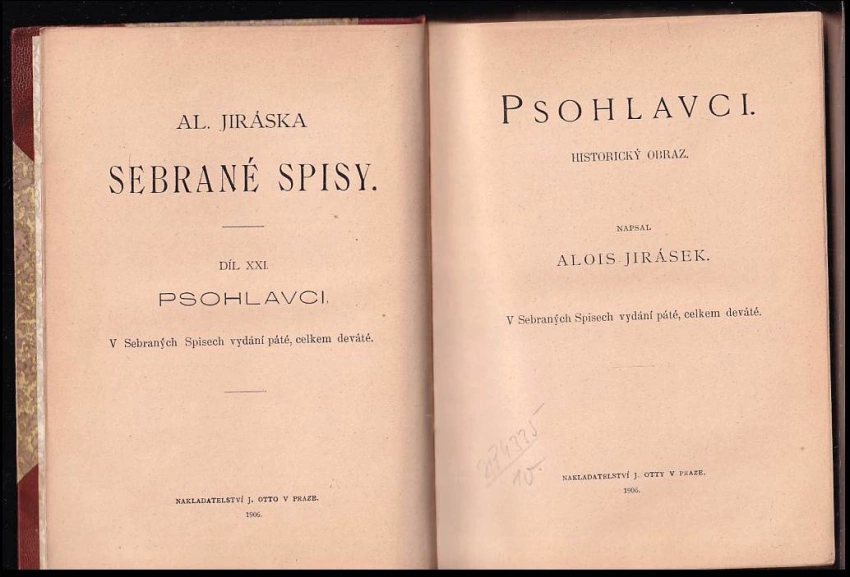 AL. JIRÁSKA
SEBRANÉ SPISY.
DÍL XXI.
PSOHLAVCI.
V Sebraných Spisech vydání páté, celkem deváté.
NAKLADATELSTVÍ J. OTTO V PRAZE.
1906.
PSOHLAVCI.
HISTORICKÝ OBRAZ.
NAPSAL
ALOIS JIRÁSEK.
V Sebraných Spisech vydání páté, celkem deváté.
10.
NAKLADATELSTVÍ J. OTTY V PRAZE.
1906.